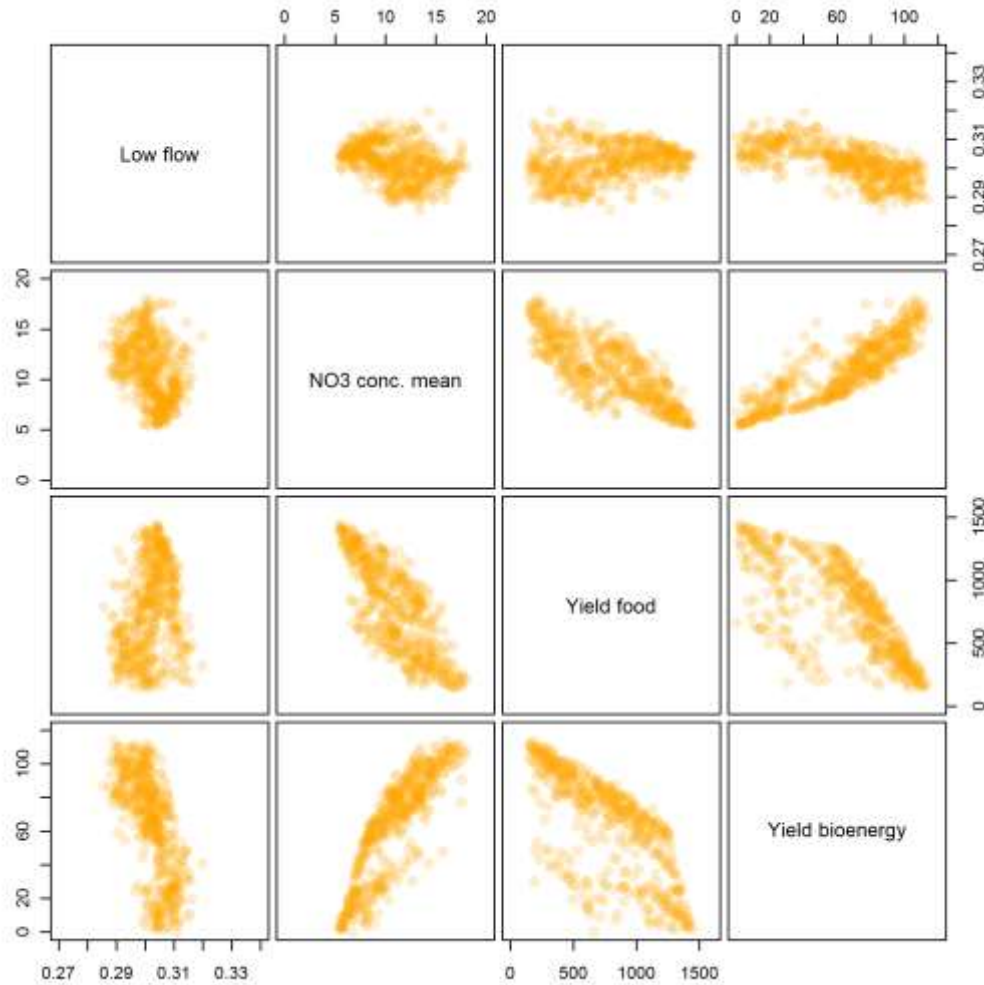 0 5 10 15 20 0 20 60 100
Low flow
0.27 0.29 0.31 0.33
0 5 10 15 20
NO3 conc. mean
Yield food
0 500 1000 1500
0 20 60 100
Yield bioenergy
0.27 0.29 0.31 0.33 0 500 1000 1500